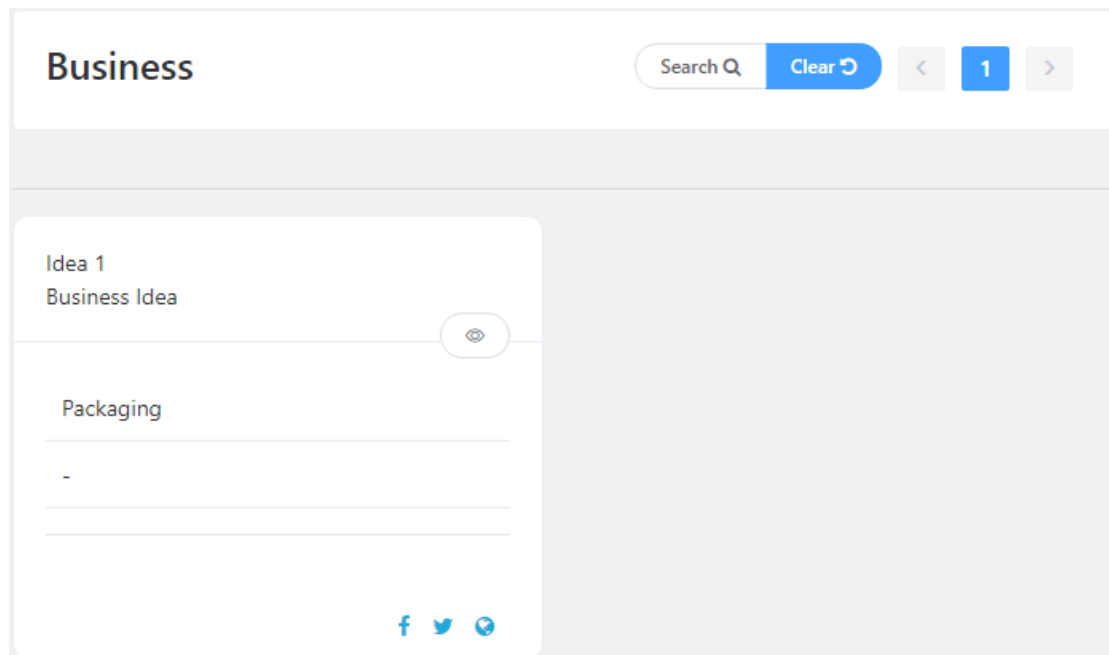 Business
Search
Clear
1
Idea 1
Business Idea
Packaging
-